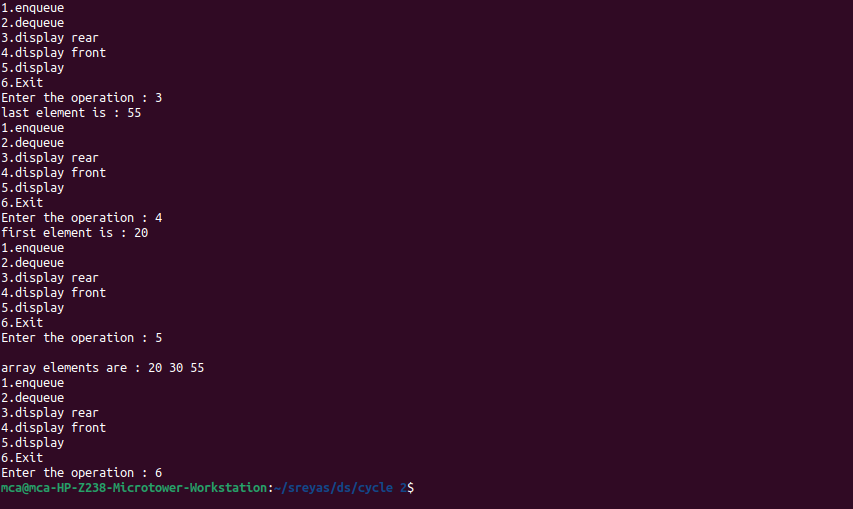 1.enqueue
2.dequeue
3.display rear
4.display front
5.display
6.Exit
Enter the operation : 3
last element is : 55
1.enqueue
2.dequeue
3.display rear
4.display front
5.display
6.Exit
Enter the operation : 4
first element is : 20
1.enqueue
2.dequeue
3.display rear
4.display front
5.display
6.Exit
Enter the operation : 5

array elements are : 20 30 55
1.enqueue
2.dequeue
3.display rear
4.display front
5.display
6.Exit
Enter the operation : 6
mca@mca-HP-Z238-Microtower-Workstation:~/sreyas/ds/cycle 2$